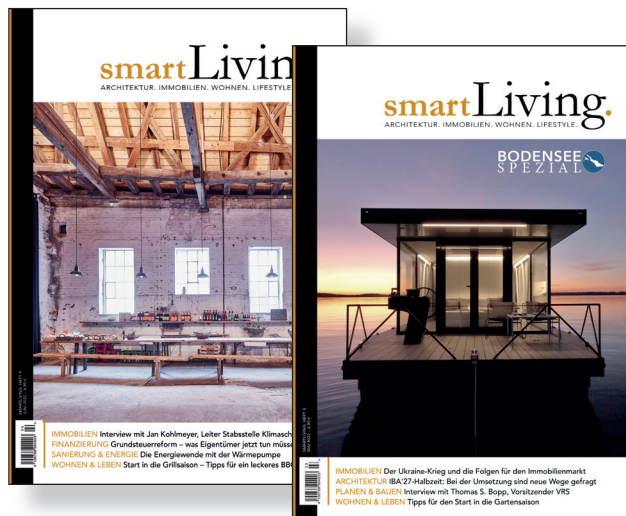 smartLivin
ARCHITEKTUR. IMMOBILIEN. WOHNEN. LIFESTYLE
IMMOBILIEN Interview mit Jan Kohlmeyer, Leiter Stabsstelle Klimasch
FINANZIERUNG Grundsteuerreform – was Eigentümer jetzt tun müsse
SANIERUNG & ENERGIE Die Energiewende mit der Wärmepumpe
WOHNEN & LEBEN Start in die Grillsaison – Tipps für ein leckeres BB
smartLiving.
ARCHITEKTUR. IMMOBILIEN. WOHNEN. LIFESTYLE.
BODENSEE
SPEZIAL
IMMOBILIEN Der Ukraine-Krieg und die Folgen für den Immobilienmarkt
ARCHITEKTUR IBA'27-Halbzeit: Bei der Umsetzung sind neue Wege gefragt
PLANEN & BAUEN Interview mit Thomas S. Bopp, Vorsitzender VRS
WOHNEN & LEBEN Tipps für den Start in die Gartensaison